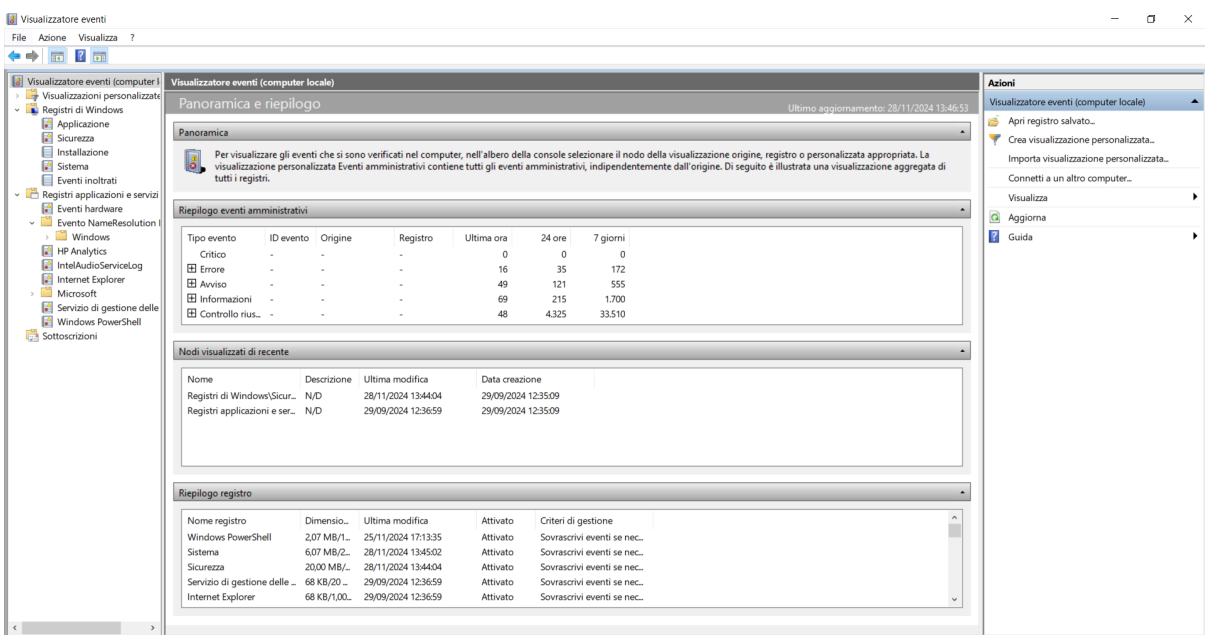 Visualizzatore eventi
File Azione Visualizza ?
Visualizzatore eventi (computer l
Visualizzazioni personalizzate
Registri di Windows
Applicazione
Sicurezza
Installazione
Sistema
Eventi inoltrati
Registri applicazioni e servizi
Eventi hardware
Evento NameResolution l
Windows
HP Analytics
IntelAudioServiceLog
Internet Explorer
Microsoft
Servizio di gestione delle
Windows PowerShell
Sottoscrizioni
Visualizzatore eventi (computer locale)
Panoramica e riepilogo Ultimo aggiornamento: 28/11/2024 13:46:53
Panoramica
Per visualizzare gli eventi che si sono verificati nel computer, nell'albero della console selezionare il nodo della visualizzazione origine, registro o personalizzata appropriata. La
visualizzazione personalizzata Eventi amministrativi contiene tutti gli eventi amministrativi, indipendentemente dall'origine. Di seguito è illustrata una visualizzazione aggregata di
tutti i registri.
Riepilogo eventi amministrativi
Tipo evento ID evento Origine Registro Ultima ora 24 ore 7 giorni
Critico - - - 0 0 0
Errore - - - 16 35 172
Avviso - - - 49 121 555
Informazioni - - - 69 215 1.700
Controllo rius... - - - 48 4.325 33.510
Nodi visualizzati di recente
Nome Descrizione Ultima modifica Data creazione
Registri di Windows\Sicur... N/D 28/11/2024 13:44:04 29/09/2024 12:35:09
Registri applicazioni e ser... N/D 29/09/2024 12:36:59 29/09/2024 12:35:09
Riepilogo registro
Nome registro Dimensio... Ultima modifica Attivato Criteri di gestione
Windows PowerShell 2,07 MB/1... 25/11/2024 17:13:35 Attivato Sovrascrivi eventi se nec...
Sistema 6,07 MB/2... 28/11/2024 13:45:02 Attivato Sovrascrivi eventi se nec...
Sicurezza 20,00 MB/... 28/11/2024 13:44:04 Attivato Sovrascrivi eventi se nec...
Servizio di gestione delle ... 68 KB/20 ... 29/09/2024 12:36:59 Attivato Sovrascrivi eventi se nec...
Internet Explorer 68 KB/1,00... 29/09/2024 12:36:59 Attivato Sovrascrivi eventi se nec...
Azioni
Visualizzatore eventi (computer locale)
Apri registro salvato...
Crea visualizzazione personalizzata...
Importa visualizzazione personalizzata...
Connetti a un altro computer...
Visualizza
Aggiorna
Guida